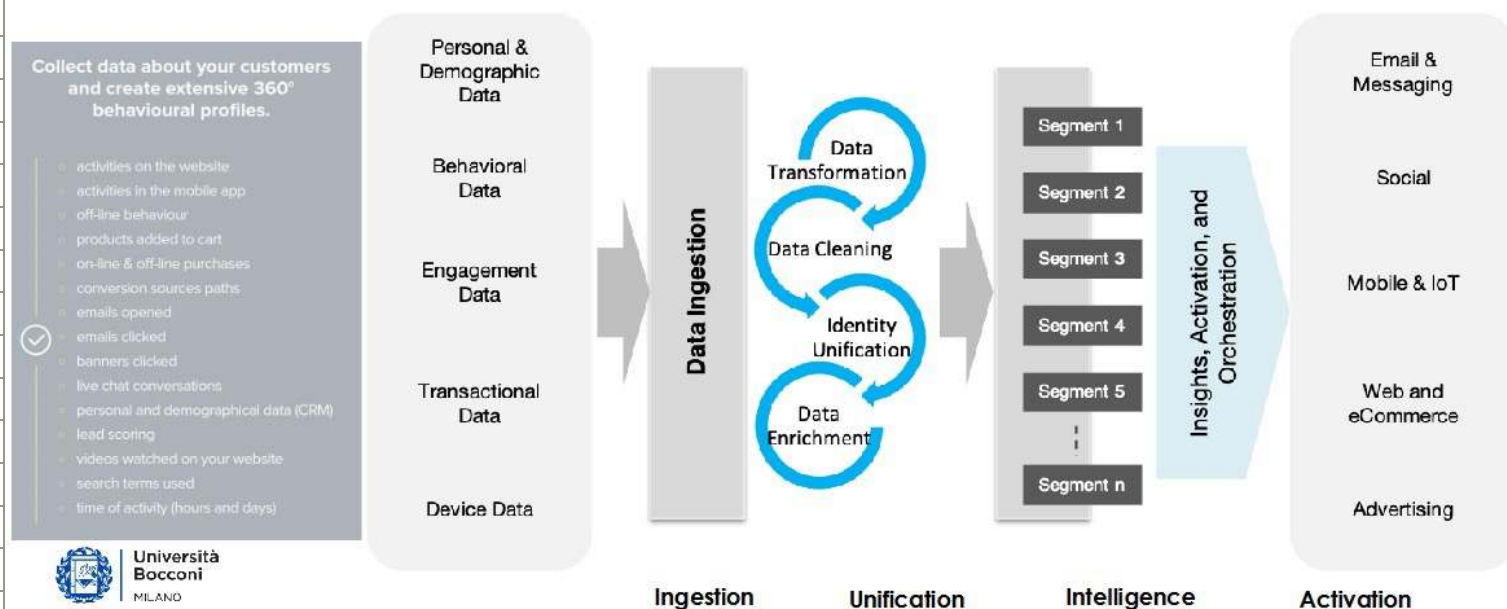 Collect data about your customers
and create extensive 360°
behavioural profiles.
activities on the website
activities in the mobile app
off-line behaviour
products added to cart
on-line & off-line purchases
conversion sources paths
emails opened
emails clicked
banners clicked
live chat conversations
personal and demographical data (CRM)
lead scoring
videos watched on your website
search terms used
time of activity (hours and days)
Università
Bocconi
MILANO
Personal &
Demographic
Data
Behavioral
Data
Engagement
Data
Transactional
Data
Device Data
Data Ingestion
Data
Transformation
Data Cleaning
Identity
Unification
Data
Enrichment
Segment 1
Segment 2
Segment 3
Segment 4
Segment 5
Segment n
Insights, Activation, and
Orchestration
Email &
Messaging
Social
Mobile & IoT
Web and
eCommerce
Advertising
Ingestion
Unification
Intelligence
Activation